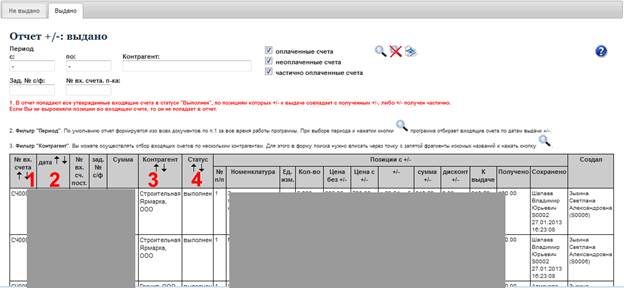 Не выдано
Выдано
Отчет +/-: выдано
Период
с:
по:
Контрагент:
Зад. № с/ф:
№ вх. счета. п-ка:
оплаченные счета
неоплаченные счета
частично оплаченные счета
1. В отчет попадают все утвержденные входящие счета в статусе "Выполнен", по позициям которых +/- к выдаче совпадает с полученным +/-, либо +/- получен частично.
Если Вы не выровняли позиции во входящем счете, то он не попадает в отчет.
2. Фильтр "Период". По умолчанию отчет формируется изо всех документов по п.1 за все время работы программы. При выборе периода и нажатии кнопки программа отбирает входящие счета по датам выдачи +/-.
3. Фильтр "Контрагент". Вы можете осуществлять отбор входящих счетов по нескольким контрагентам. Для этого в форму поиска нужно вписать через точку с запятой фрагменты искомых названий и нажать кнопку
№ вх. счета
дата
№ вх. сч. пост.
зад. № с/ф
Сумма
Контрагент
Статус
Позиции с +/-
Создал
№ п/п
Номенклатура
Ед. изм.
Кол-во
Цена без +/-
Цена с +/-
+/-
сумма +/-
дисконт +/-
К выдаче
Получено
Сохранено
1
2
3
4
Строительная Ярмарка, ООО
выполнен
1
Шапаев Владимир Юрьевич S0002 27.01.2013 16:23:08
Зызина Светлана Александровна (S0006)
Строительная Ярмарка, ООО
выполнен
1
Шапаев Владимир Юрьевич S0002 27.01.2013 16:23:08
Зызина Светлана Александровна (S0006)